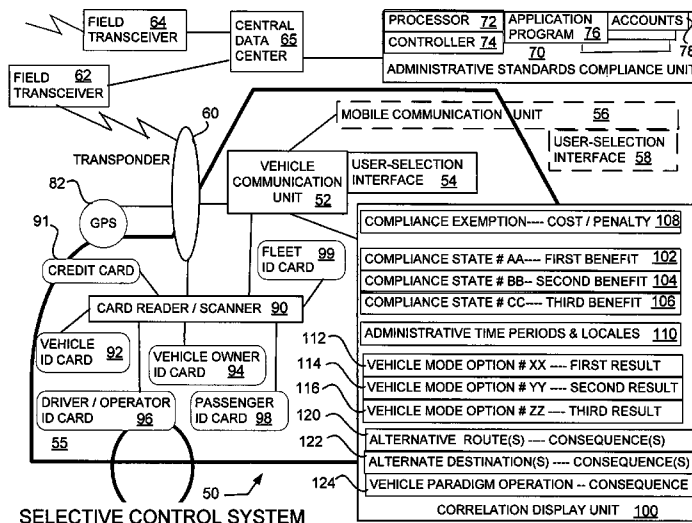 FIELD TRANSCEIVER 64
CENTRAL DATA CENTER 65
PROCESSOR 72
CONTROLLER 74
APPLICATION PROGRAM 76
ACCOUNTS
78
70
ADMINISTRATIVE STANDARDS COMPLIANCE UNIT
FIELD TRANSCEIVER 62
60
TRANSPONDER
MOBILE COMMUNICATION UNIT 56
USER-SELECTION INTERFACE 58
VEHICLE COMMUNICATION UNIT 52
USER-SELECTION INTERFACE 54
82
GPS
91
CREDIT CARD
FLEET ID CARD 99
CARD READER / SCANNER 90
VEHICLE ID CARD 92
VEHICLE OWNER ID CARD 94
DRIVER / OPERATOR ID CARD 96
PASSENGER ID CARD 98
55
50
SELECTIVE CONTROL SYSTEM
COMPLIANCE EXEMPTION---- COST / PENALTY 108
COMPLIANCE STATE # AA---- FIRST BENEFIT 102
COMPLIANCE STATE # BB-- SECOND BENEFIT 104
COMPLIANCE STATE # CC---- THIRD BENEFIT 106
ADMINISTRATIVE TIME PERIODS & LOCALES 110
112
VEHICLE MODE OPTION # XX ---- FIRST RESULT
114
VEHICLE MODE OPTION # YY ---- SECOND RESULT
116
VEHICLE MODE OPTION # ZZ ---- THIRD RESULT
120
ALTERNATIVE ROUTE(S) ---- CONSEQUENCE(S)
122
ALTERNATE DESTINATION(S) ---- CONSEQUENCE(S)
124
VEHICLE PARADIGM OPERATION -- CONSEQUENCE
CORRELATION DISPLAY UNIT 100